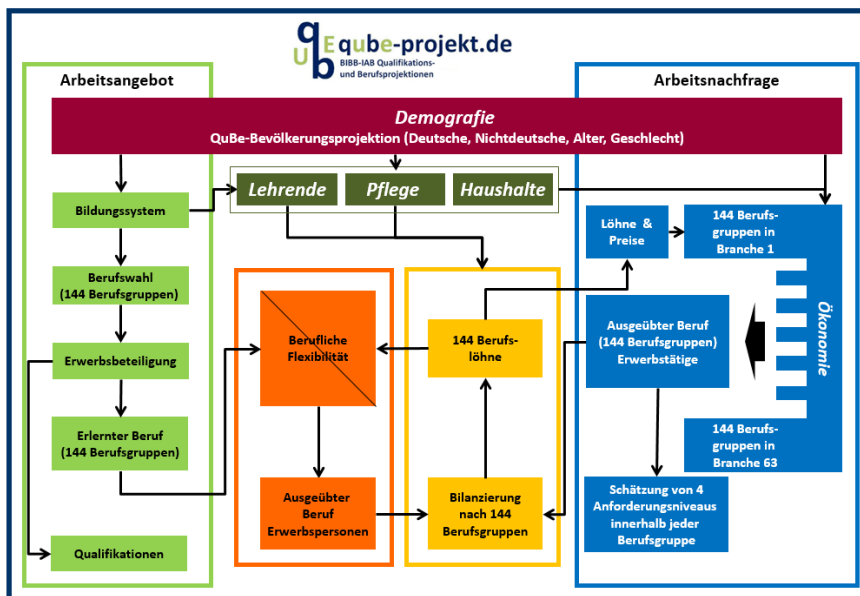 qube-projekt.de
BIBB-IAB Qualifikations-
und Berufsprojektionen
Arbeitsangebot
Arbeitsnachfrage
Demografie
QuBe-Bevölkerungsprojektion (Deutsche, Nichtdeutsche, Alter, Geschlecht)
Lehrende
Pflege
Haushalte
Bildungssystem
Berufswahl
(144 Berufsgruppen)
Erwerbsbeteiligung
Erlernter Beruf
(144 Berufsgruppen)
Qualifikationen
Berufliche
Flexibilität
Ausgeübter
Beruf
Erwerbspersonen
144 Berufs-
löhne
Bilanzierung
nach 144
Berufsgruppen
Löhne &
Preise
144 Berufs-
gruppen in
Branche 1
Ausgeübter Beruf
(144 Berufsgruppen)
Erwerbstätige
Ökonomie
144 Berufs-
gruppen in
Branche 63
Schätzung von 4
Anforderungsniveaus
innerhalb jeder
Berufsgruppe